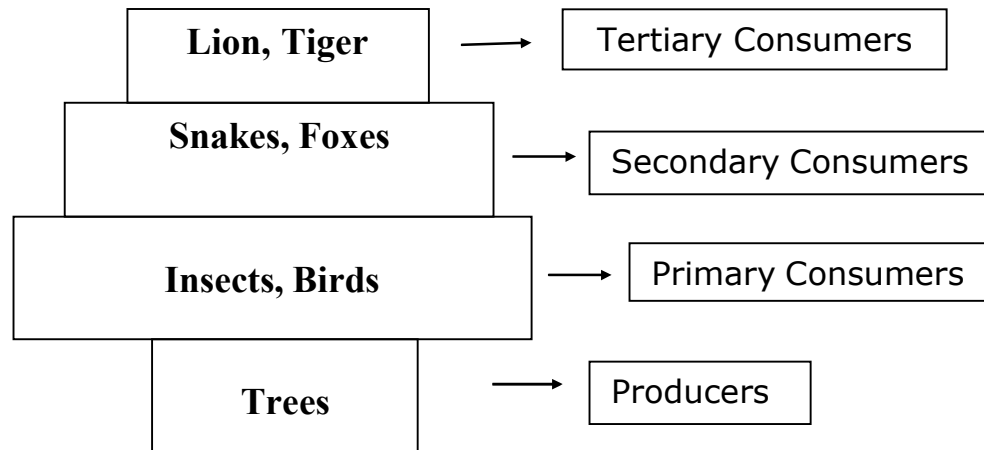 Lion, Tiger
Tertiary Consumers
Snakes, Foxes
Secondary Consumers
Insects, Birds
Primary Consumers
Trees
Producers